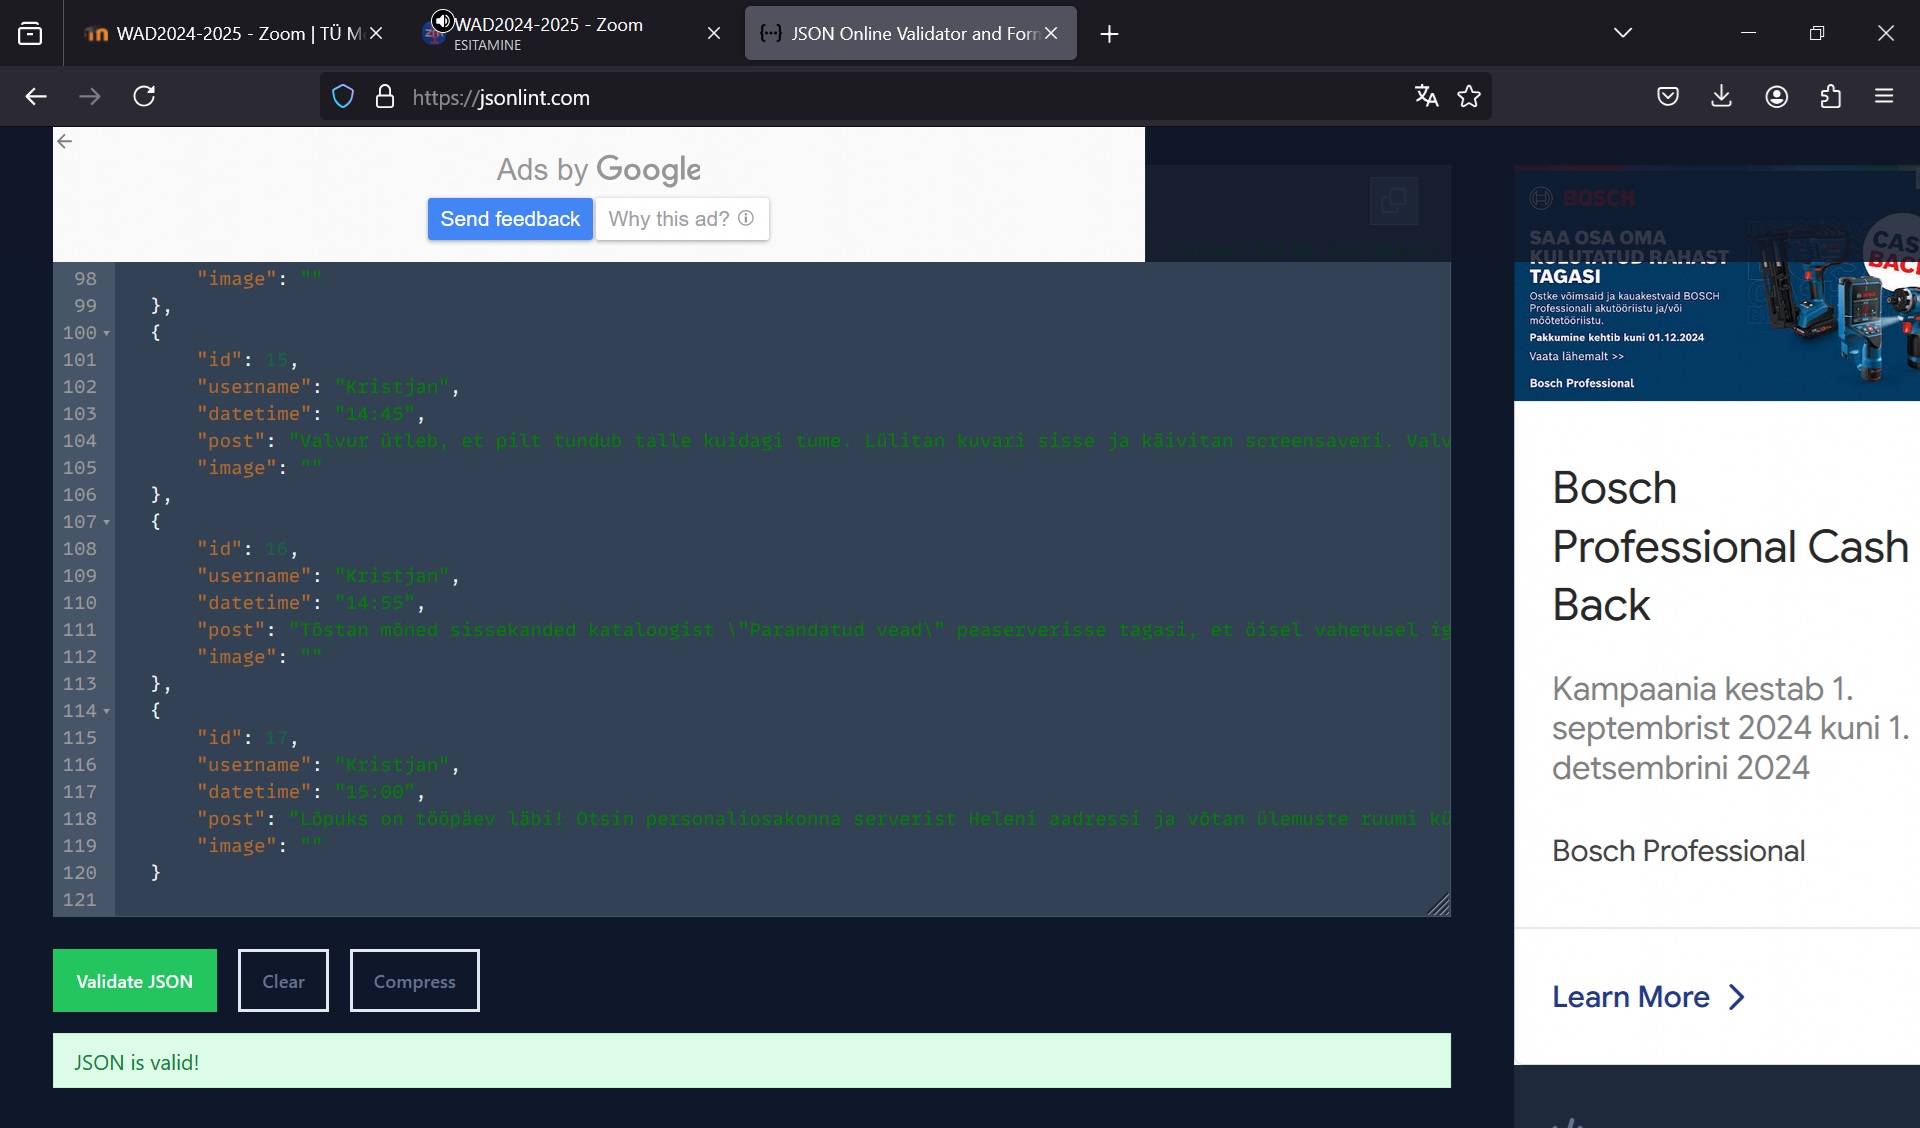 WAD2024-2025 - Zoom | TÜ M
WAD2024-2025 - Zoom
ESITAMINE
JSON Online Validator and Forn
https://jsonlint.com
Ads by Google
Send feedback
Why this ad?
98 "image": ""
99 },
100 {
101 "id": 15,
102 "username": "Kristjan",
103 "datetime": "14:45",
104 "post": "Valvur ütleb, et pilt tundub talle kuidagi tume. Lülitan kuvari sisse ja käivitan screensaveri. Valv
105 "image": ""
106 },
107 {
108 "id": 16,
109 "username": "Kristjan",
110 "datetime": "14:55",
111 "post": "Tõstan mõned sissekanded kataloogist \"Parandatud vead\" peaserverisse tagasi, et öisel vahetusel ig
112 "image": ""
113 },
114 {
115 "id": 17,
116 "username": "Kristjan",
117 "datetime": "15:00",
118 "post": "Lõpuks on tööpäev läbi! Otsin personaliosakonna serverist Heleni aadressi ja võtan ülemuste ruumi kü
119 "image": ""
120 }
121
Validate JSON
Clear
Compress
JSON is valid!
BOSCH
SAA OSA OMA
KULUTATUD RAHAST
TAGASI
Ostke võimsaid ja kauakestvaid BOSCH
Professionali akutööriistu ja/või
mõõtetööriistu.
Pakkumine kehtib kuni 01.12.2024
Vaata lähemalt >>
Bosch Professional
CAS
BACK
Bosch
Professional Cash
Back
Kampaania kestab 1.
septembrist 2024 kuni 1.
detsembrini 2024
Bosch Professional
Learn More